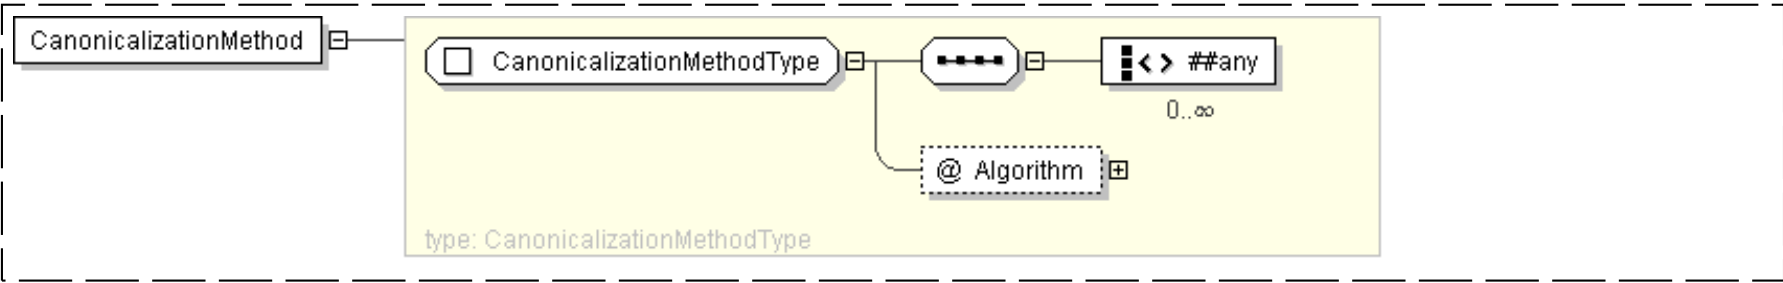 CanonicalizationMethod
CanonicalizationMethodType
##any
0..∞
@ Algorithm
type: CanonicalizationMethodType